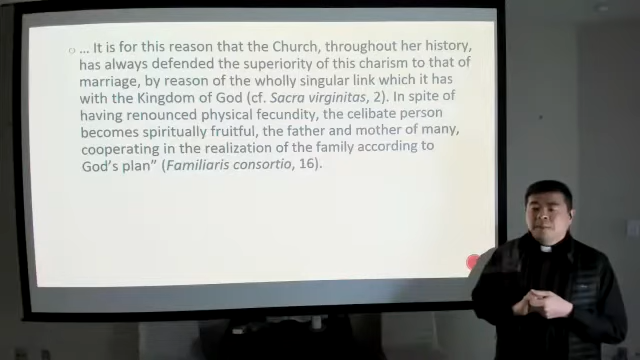 … It is for this reason that the Church, throughout her history,
has always defended the superiority of this charism to that of
marriage, by reason of the wholly singular link which it has
with the Kingdom of God (cf. Sacra virginitas, 2). In spite of
having renounced physical fecundity, the celibate person
becomes spiritually fruitful, the father and mother of many,
cooperating in the realization of the family according to
God's plan” (Familiaris consortio, 16).